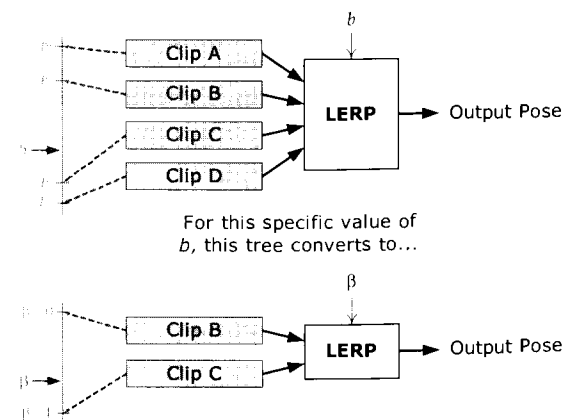 b
Clip A
Clip B
LERP
Output Pose
Clip C
Clip D
For this specific value of
b, this tree converts to...
β
Clip B
LERP
Output Pose
β
Clip C